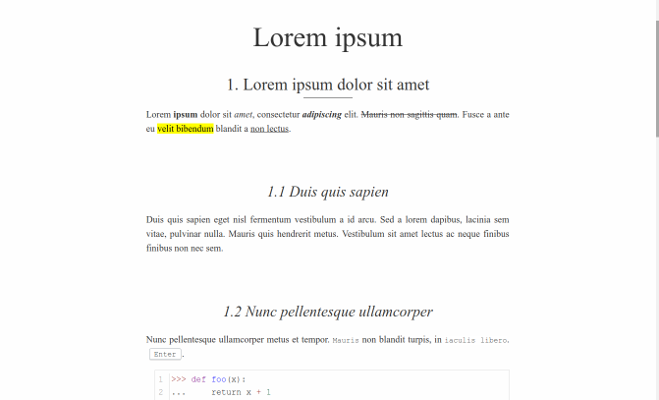 Lorem ipsum
1. Lorem ipsum dolor sit amet
Lorem ipsum dolor sit amet, consectetur adipiscing elit. Mauris non sagittis quam. Fusce a ante
eu velit bibendum blandit a non lectus.
1.1 Duis quis sapien
Duis quis sapien eget nisl fermentum vestibulum a id arcu. Sed a lorem dapibus, lacinia sem
vitae, pulvinar nulla. Mauris quis hendrerit metus. Vestibulum sit amet lectus ac neque finibus
finibus non nec sem.
1.2 Nunc pellentesque ullamcorper
Nunc pellentesque ullamcorper metus et tempor. Mauris non blandit turpis, in iaculis libero.
Enter.
1 >>> def foo(x):
2 ...     return x + 1